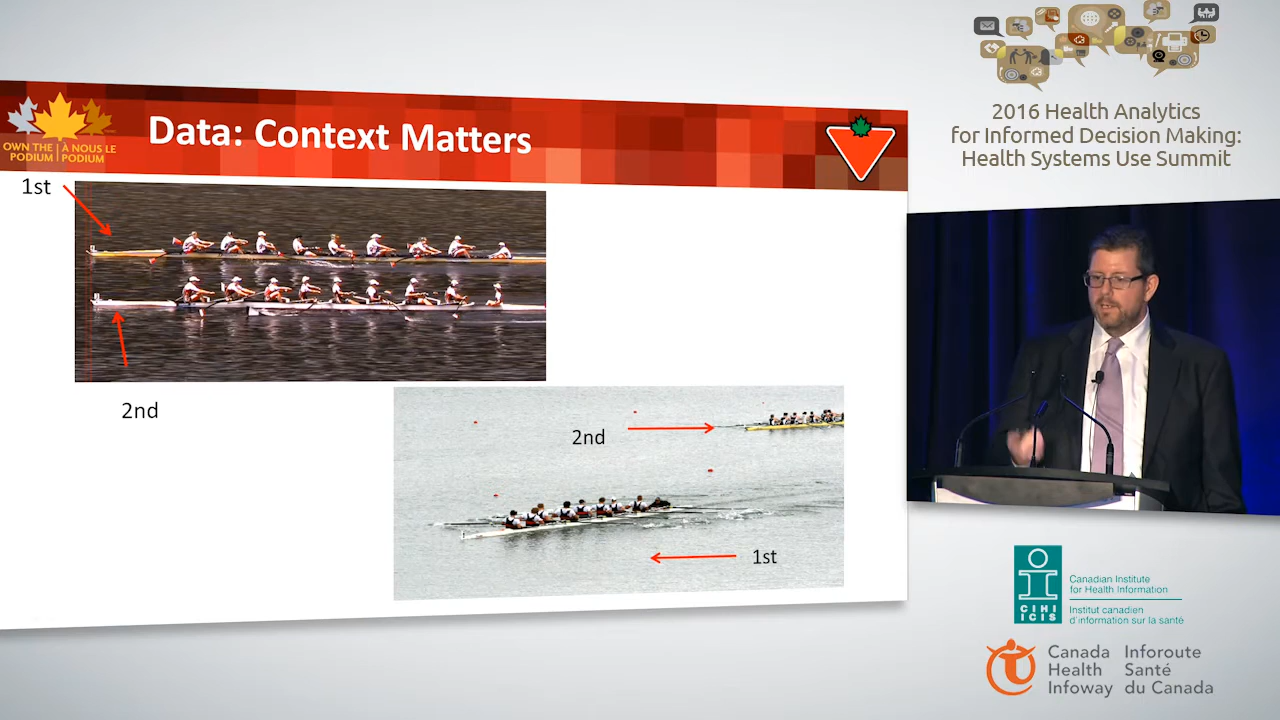 OWN THE
PODIUM
À NOUS LE
PODIUM
Data: Context Matters
1st
2nd
2nd
1st
2016 Health Analytics
for Informed Decision Making:
Health Systems Use Summit
CIHI
ICIS
Canadian Institute
for Health Information
Institut canadien
d'information sur la santé
Canada
Health
Infoway
Inforoute
Santé
du Canada